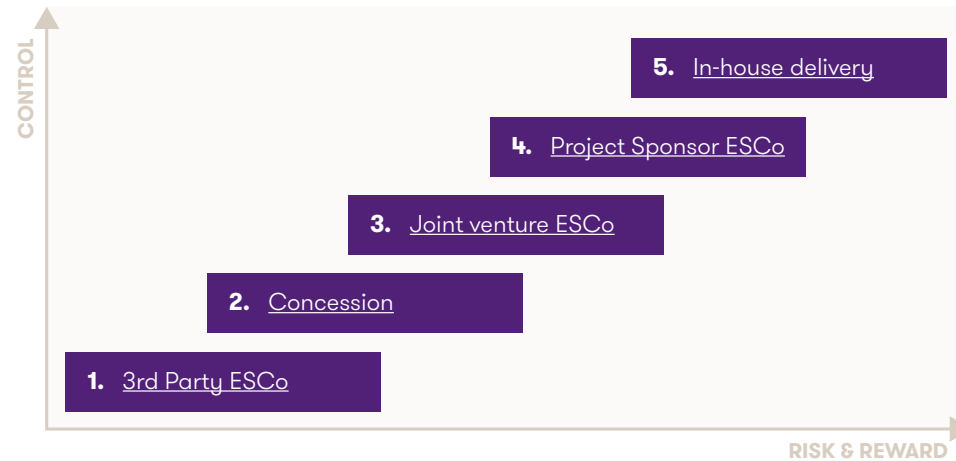 CONTROL
5. In-house delivery
4. Project Sponsor ESCo
3. Joint venture ESCo
2. Concession
1. 3rd Party ESCo
RISK & REWARD